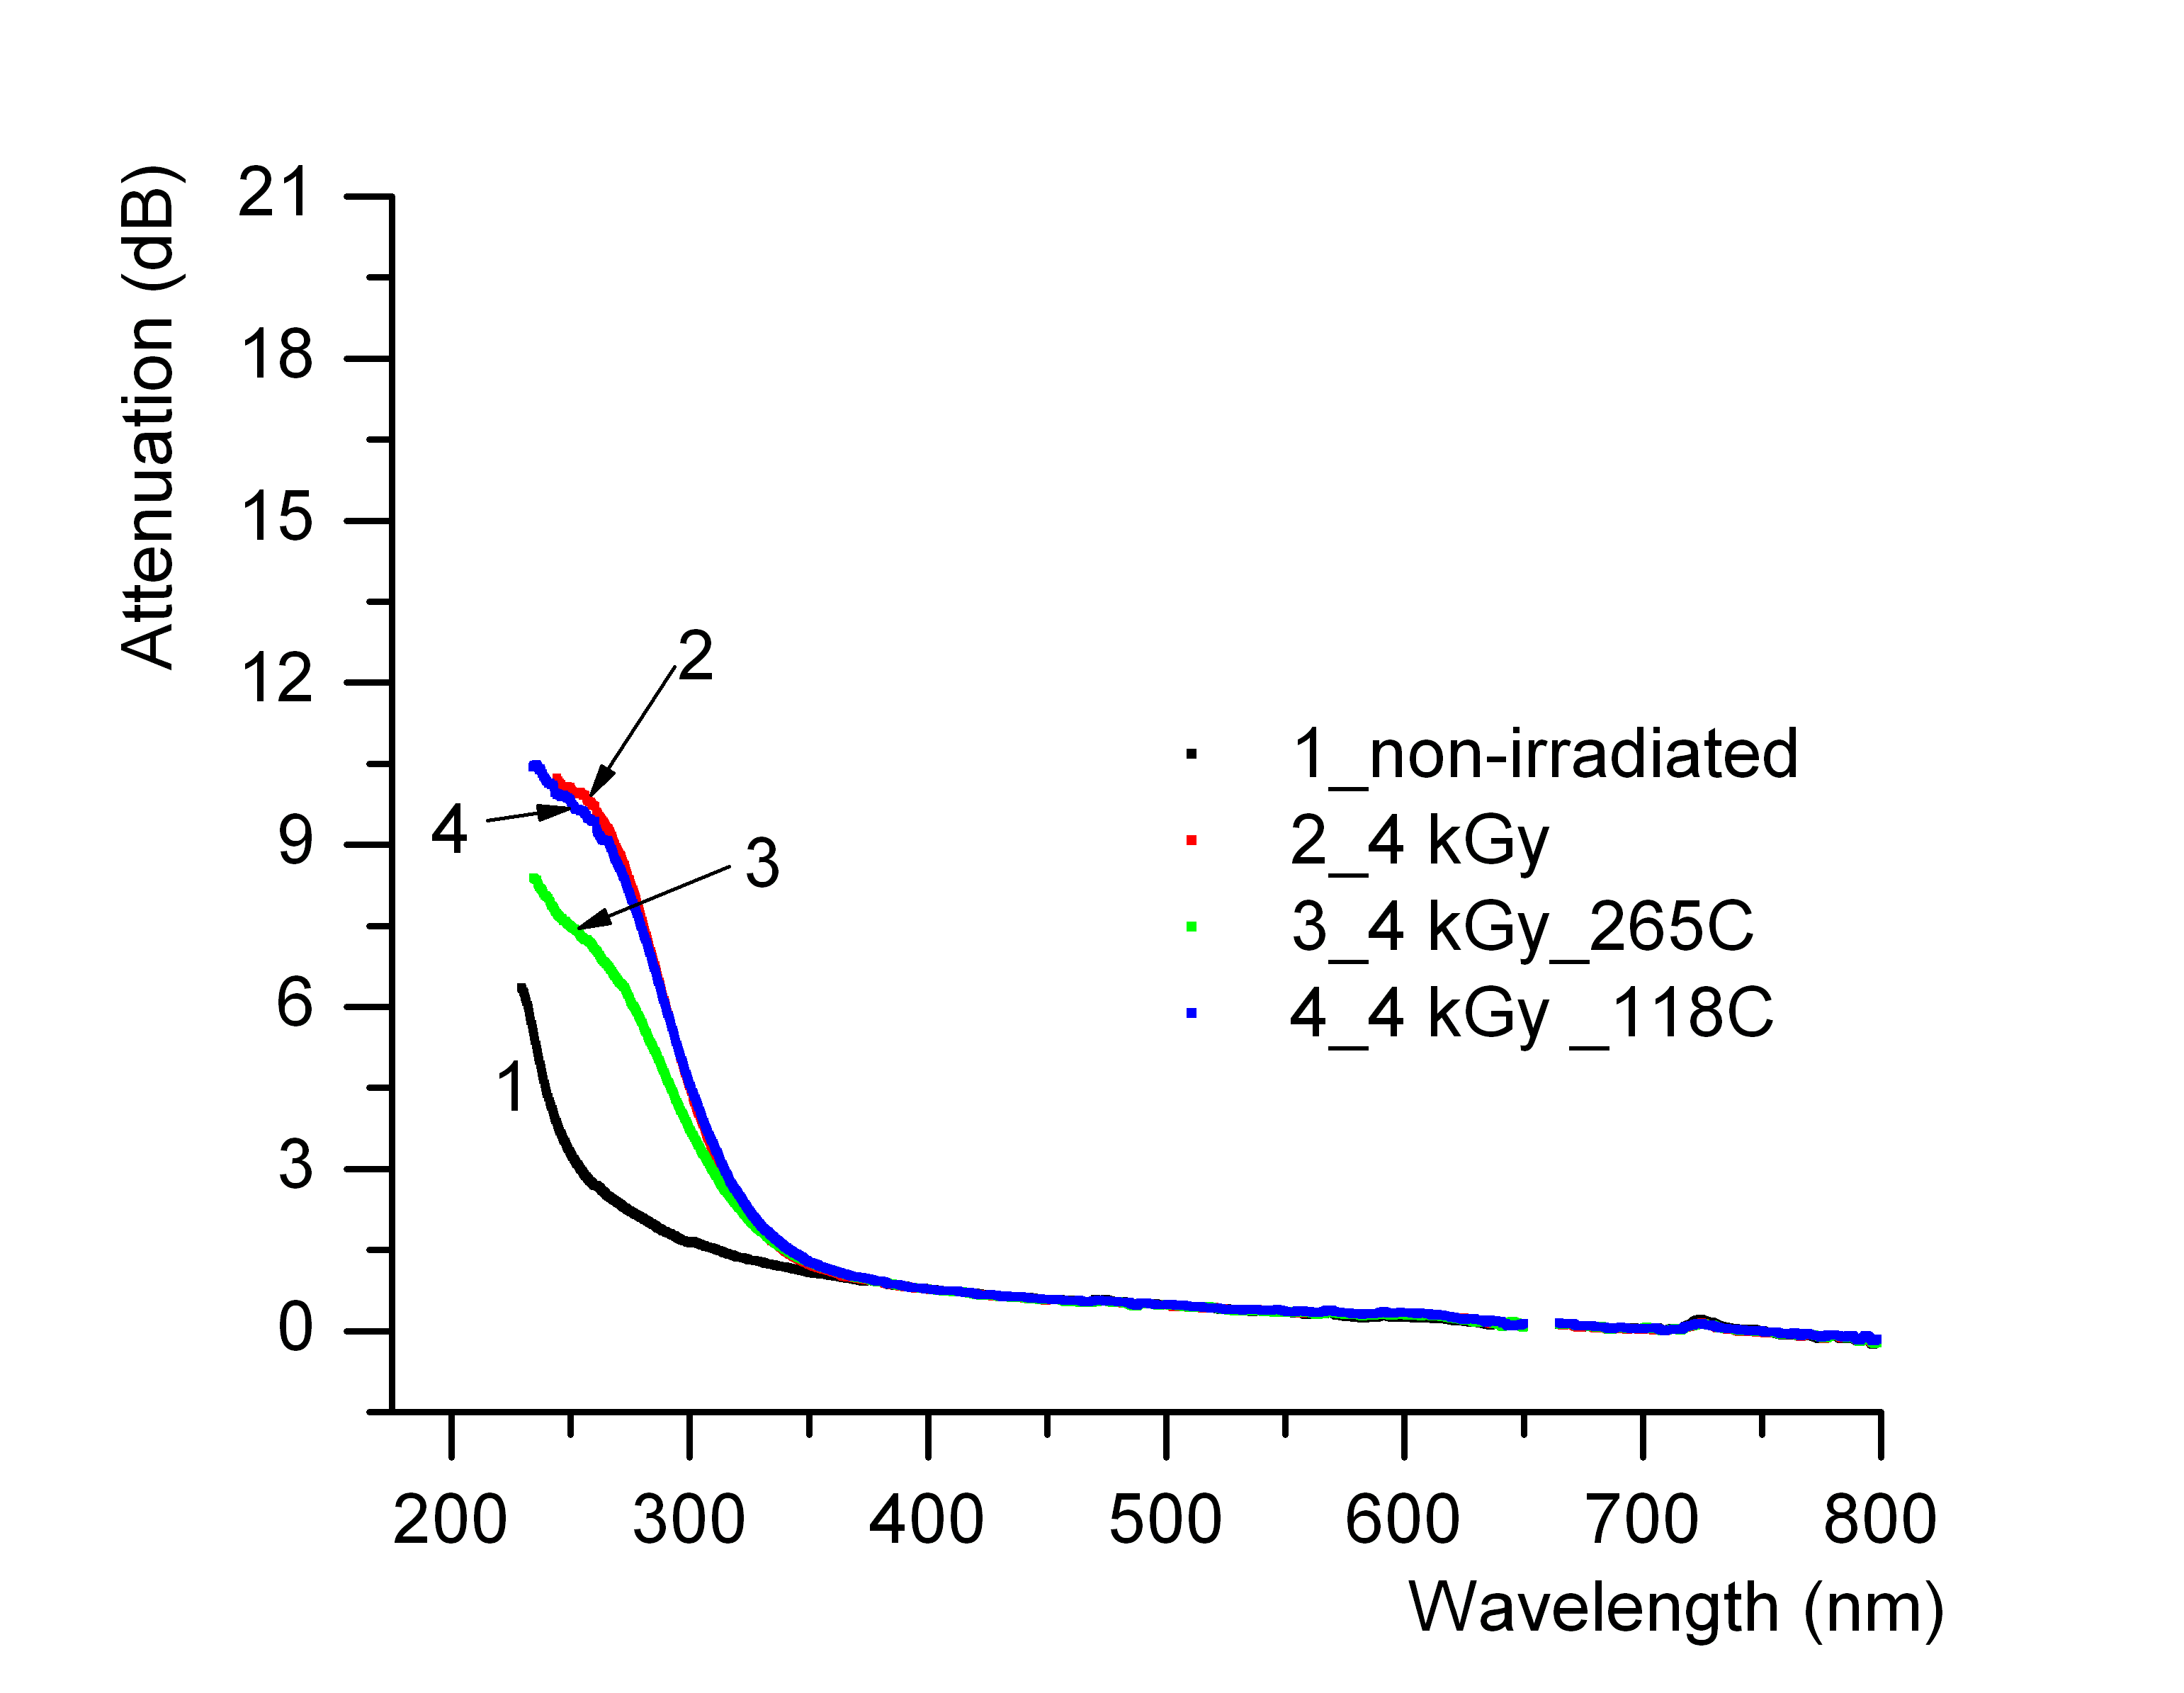 Attenuation (dB)
21
18
15
12
9
6
3
0
2
4
3
1
1_non-irradiated
2_4 kGy
3_4 kGy_265C
4_4 kGy _118C
200 300 400 500 600 700 800
Wavelength (nm)